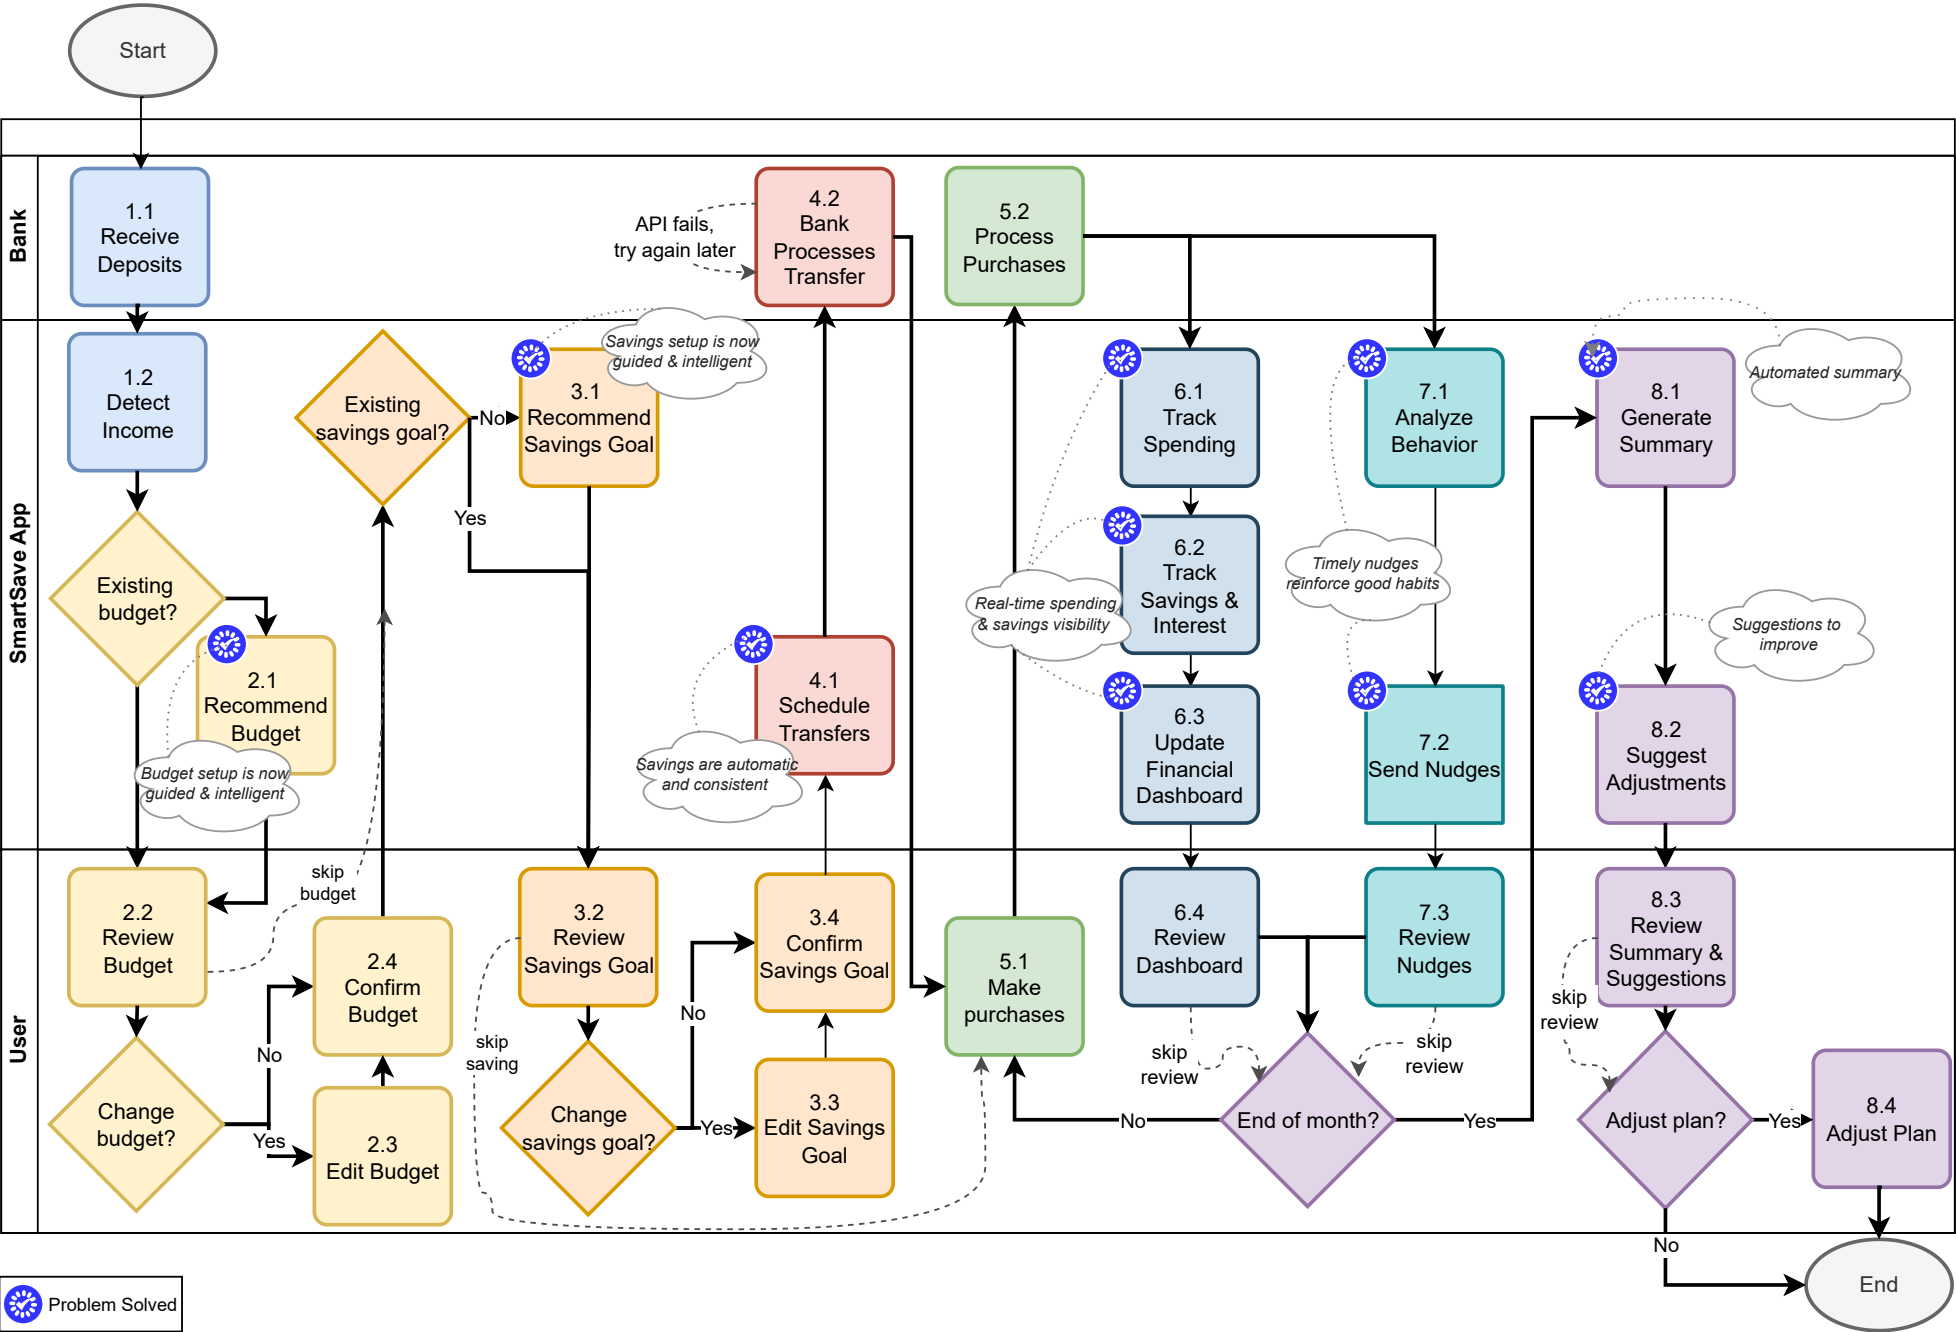 Start
Bank
1.1
Receive
Deposits
API fails,
try again later
4.2
Bank
Processes
Transfer
5.2
Process
Purchases
SmartSave App
1.2
Detect
Income
Existing
budget?
2.1
Recommend
Budget
Budget setup is now
guided & intelligent
Existing
savings goal?
No
Yes
3.1
Recommend
Savings Goal
Savings setup is now
guided & intelligent
4.1
Schedule
Transfers
Savings are automatic
and consistent
Real-time spending
& savings visibility
6.1
Track
Spending
6.2
Track
Savings &
Interest
6.3
Update
Financial
Dashboard
7.1
Analyze
Behavior
Timely nudges
reinforce good habits
7.2
Send Nudges
8.1
Generate
Summary
Automated summary
Suggestions to
improve
8.2
Suggest
Adjustments
User
2.2
Review
Budget
skip
budget
Change
budget?
No
Yes
2.4
Confirm
Budget
2.3
Edit Budget
3.2
Review
Savings Goal
skip
saving
Change
savings goal?
No
Yes
3.4
Confirm
Savings Goal
3.3
Edit Savings
Goal
5.1
Make
purchases
6.4
Review
Dashboard
skip
review
7.3
Review
Nudges
skip
review
No
End of month?
Yes
8.3
Review
Summary &
Suggestions
skip
review
Adjust plan?
Yes
8.4
Adjust Plan
No
End
Problem Solved